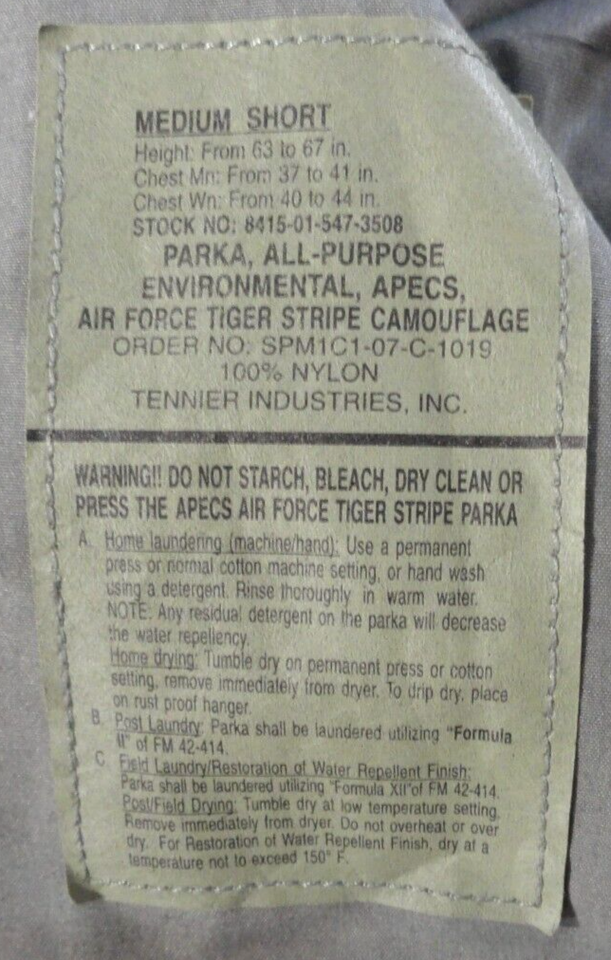 MEDIUM SHORT
Height: From 63 to 67 in.
Chest Mn: From 37 to 41 in.
Chest Wn: From 40 to 44 in.
STOCK NO: 8415-01-547-3508
PARKA, ALL-PURPOSE
ENVIRONMENTAL, APECS,
AIR FORCE TIGER STRIPE CAMOUFLAGE
ORDER NO: SPM1C1-07-C-1019
100% NYLON
TENNIER INDUSTRIES, INC.
WARNING!! DO NOT STARCH, BLEACH, DRY CLEAN OR
PRESS THE APECS AIR FORCE TIGER STRIPE PARKA
A. Home laundering (machine/hand): Use a permanent
press or normal cotton machine setting, or hand wash
using a detergent. Rinse thoroughly in warm water.
NOTE: Any residual detergent on the parka will decrease
the water repellency.
Home drying: Tumble dry on permanent press or cotton
setting, remove immediately from dryer. To drip dry, place
on rust proof hanger.
B. Post Laundry: Parka shall be laundered utilizing "Formula
II" of FM 42-414.
C. Field Laundry/Restoration of Water Repellent Finish:
Parka shall be laundered utilizing "Formula XII"of FM 42-414.
Post/Field Drying: Tumble dry at low temperature setting.
Remove immediately from dryer. Do not overheat or over
dry. For Restoration of Water Repellent Finish, dry at a
temperature not to exceed 150° F.